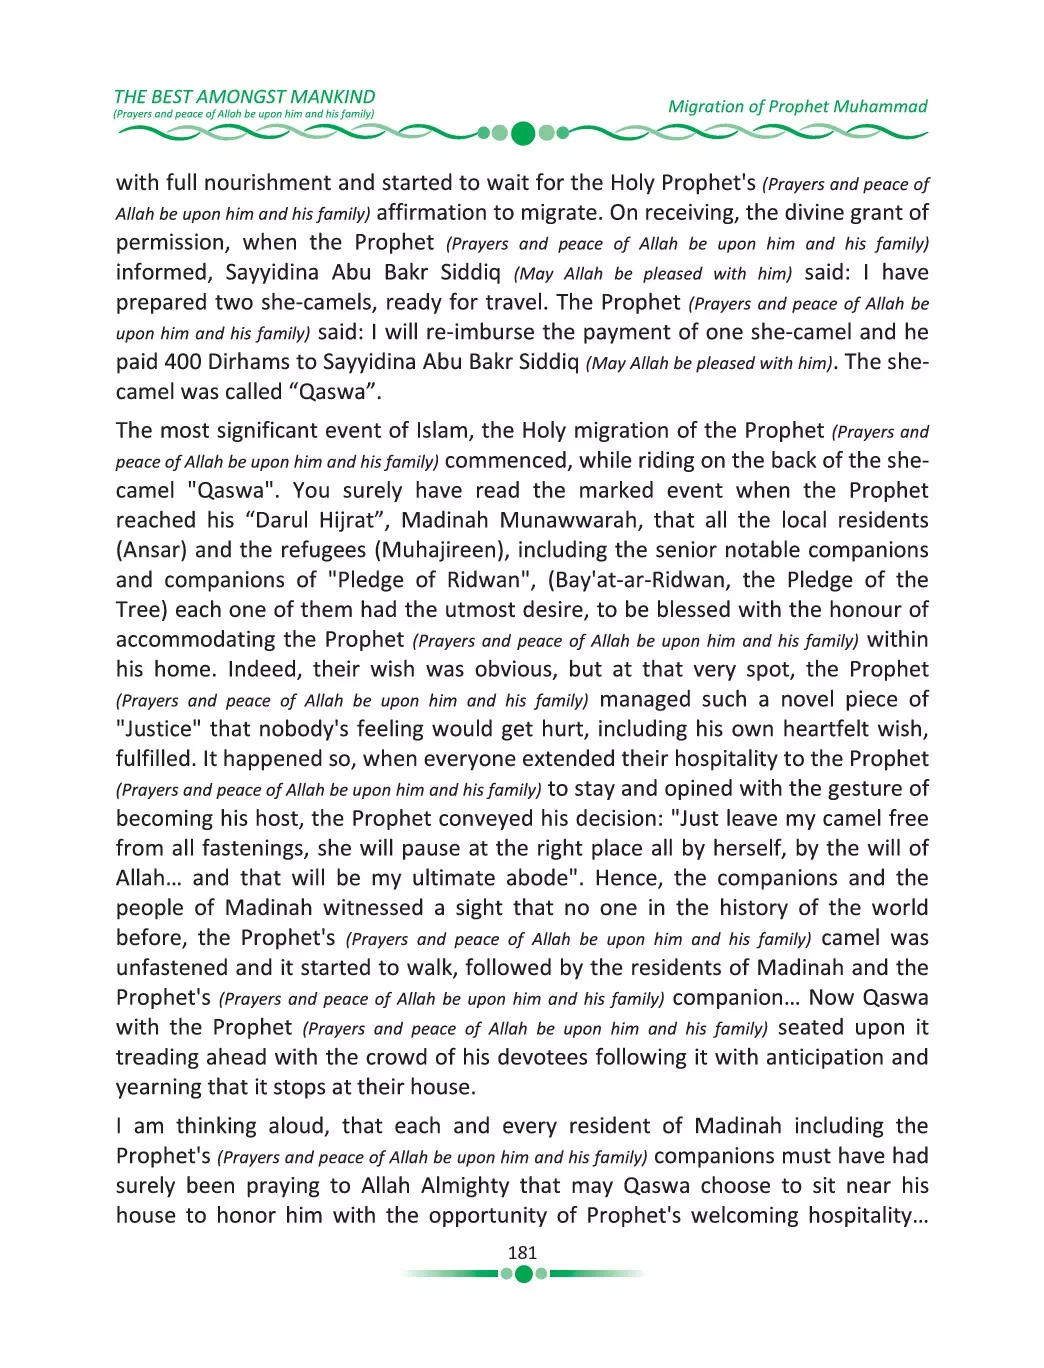 THE BEST AMONGST MANKIND
(Prayers and peace of Allah be upon him and his family)
Migration of Prophet Muhammad
with full nourishment and started to wait for the Holy Prophet's (Prayers and peace of
Allah be upon him and his family) affirmation to migrate. On receiving, the divine grant of
permission, when the Prophet (Prayers and peace of Allah be upon him and his family)
informed, Sayyidina Abu Bakr Siddiq (May Allah be pleased with him) said: I have
prepared two she-camels, ready for travel. The Prophet (Prayers and peace of Allah be
upon him and his family) said: I will re-imburse the payment of one she-camel and he
paid 400 Dirhams to Sayyidina Abu Bakr Siddiq (May Allah be pleased with him). The she-
camel was called “Qaswa”.
The most significant event of Islam, the Holy migration of the Prophet (Prayers and
peace of Allah be upon him and his family) commenced, while riding on the back of the she-
camel "Qaswa". You surely have read the marked event when the Prophet
reached his “Darul Hijrat”, Madinah Munawwarah, that all the local residents
(Ansar) and the refugees (Muhajireen), including the senior notable companions
and companions of "Pledge of Ridwan", (Bay'at-ar-Ridwan, the Pledge of the
Tree) each one of them had the utmost desire, to be blessed with the honour of
accommodating the Prophet (Prayers and peace of Allah be upon him and his family) within
his home. Indeed, their wish was obvious, but at that very spot, the Prophet
(Prayers and peace of Allah be upon him and his family) managed such a novel piece of
"Justice" that nobody's feeling would get hurt, including his own heartfelt wish,
fulfilled. It happened so, when everyone extended their hospitality to the Prophet
(Prayers and peace of Allah be upon him and his family) to stay and opined with the gesture of
becoming his host, the Prophet conveyed his decision: "Just leave my camel free
from all fastenings, she will pause at the right place all by herself, by the will of
Allah… and that will be my ultimate abode". Hence, the companions and the
people of Madinah witnessed a sight that no one in the history of the world
before, the Prophet's (Prayers and peace of Allah be upon him and his family) camel was
unfastened and it started to walk, followed by the residents of Madinah and the
Prophet's (Prayers and peace of Allah be upon him and his family) companion… Now Qaswa
with the Prophet (Prayers and peace of Allah be upon him and his family) seated upon it
treading ahead with the crowd of his devotees following it with anticipation and
yearning that it stops at their house.
I am thinking aloud, that each and every resident of Madinah including the
Prophet's (Prayers and peace of Allah be upon him and his family) companions must have had
surely been praying to Allah Almighty that may Qaswa choose to sit near his
house to honor him with the opportunity of Prophet's welcoming hospitality…
181